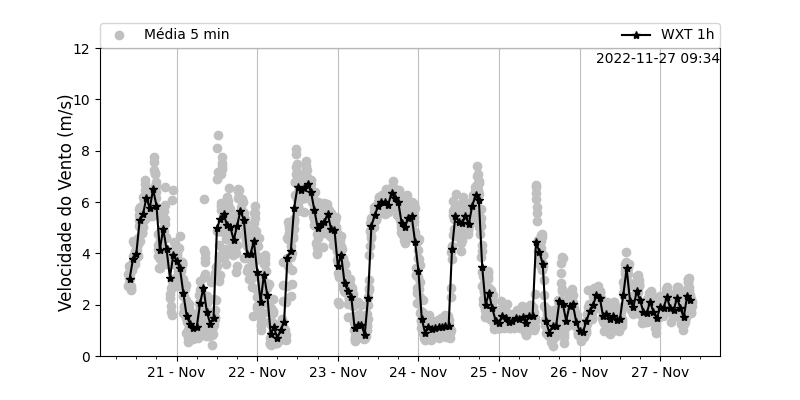 Média 5 min
WXT 1h
2022-11-27 09:34
Velocidade do Vento (m/s)
12
10
8
6
4
2
0
21 - Nov
22 - Nov
23 - Nov
24 - Nov
25 - Nov
26 - Nov
27 - Nov